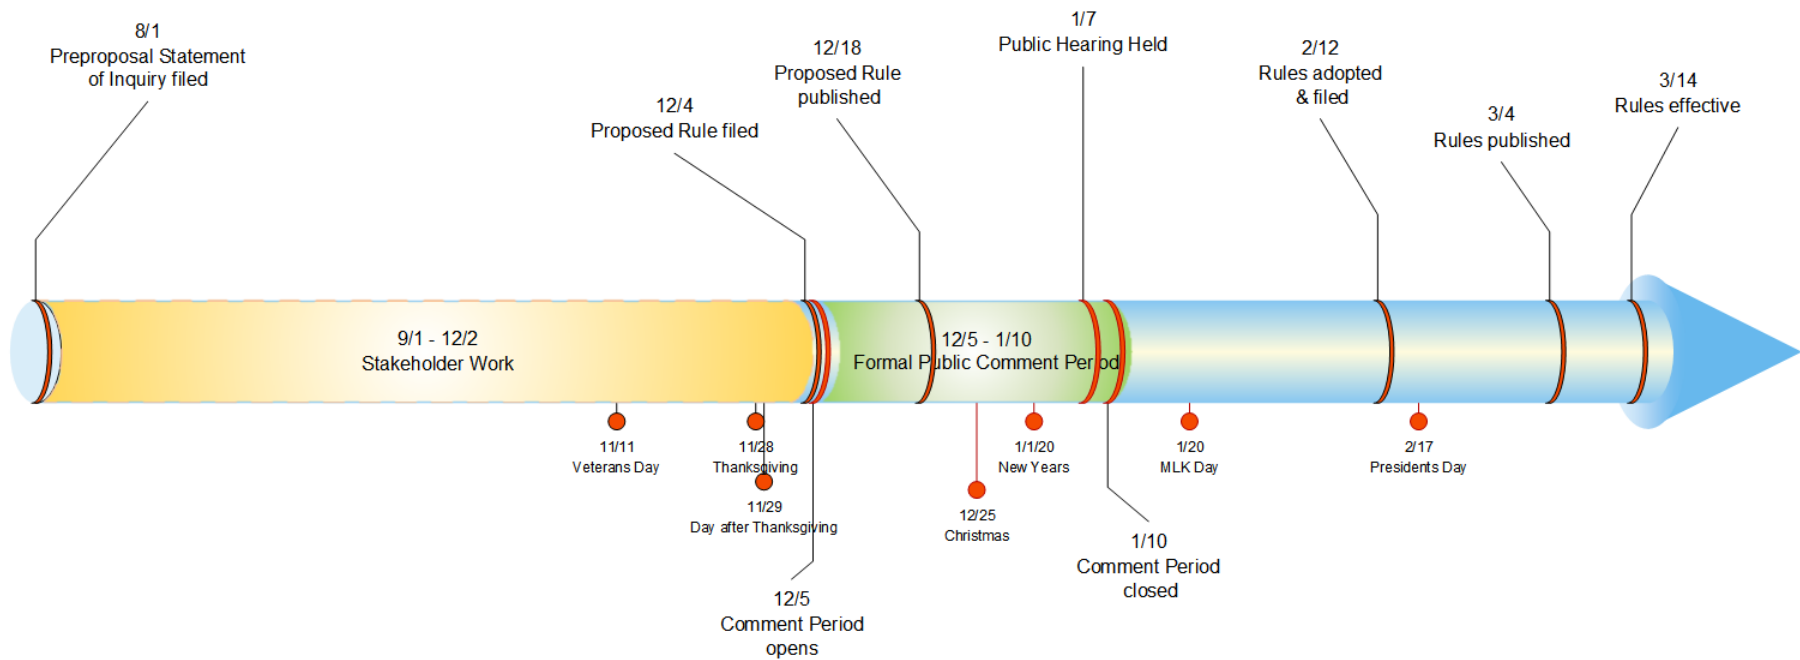 8/1
Preproposal Statement
of Inquiry filed
12/4
Proposed Rule filed
12/18
Proposed Rule
published
1/7
Public Hearing Held
2/12
Rules adopted
& filed
3/4
Rules published
3/14
Rules effective
9/1 - 12/2
Stakeholder Work
12/5 - 1/10
Formal Public Comment Period
11/11
Veterans Day
11/28
Thanksgiving
11/29
Day after Thanksgiving
12/25
Christmas
1/1/20
New Years
1/20
MLK Day
2/17
Presidents Day
12/5
Comment Period
opens
1/10
Comment Period
closed